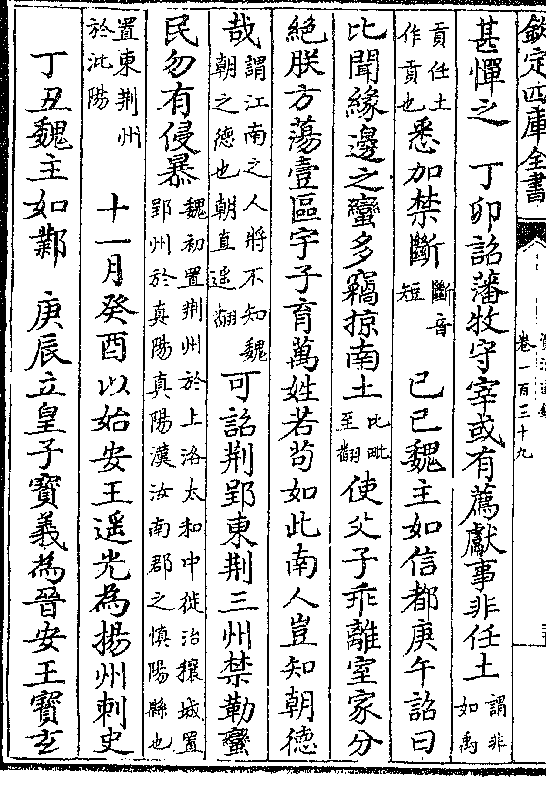 欽定四庫全書
卷一百三十九
甚憚之　丁卯詔藩牧守宰或有薦獻事非任土謂非如禹
貢任土作貢也悉加禁斷斷音短　己巳魏主如信都庚午詔曰
比聞緣邊之蠻多竊掠南土比毗至翻使父子乖離室家分
絶朕方蕩壹區宇子育萬姓若苟如此南人豈知朝德
哉謂江南之人將不知魏朝之德也朝直遥翻可詔荆郢東荆三州禁勒蠻
民勿有侵暴魏初置荆州於上洛太和中徙治穰城置郢州於真陽真陽漢汝南郡之慎陽縣也
置東荆州於沘陽　十一月癸酉以始安王遥光為揚州刺史
丁丑魏主如鄴　庚辰立皇子寶義為晉安王寶玄